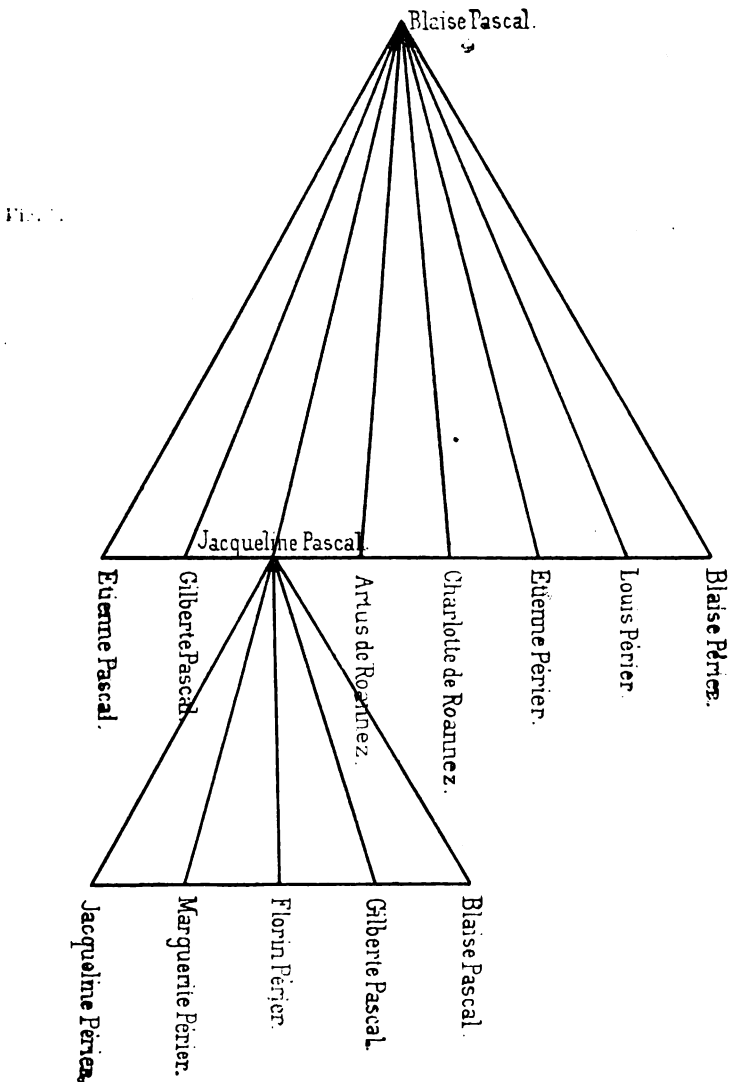 Blaise Pascal.
Jacqueline Pascal.
Etienne Pascal.
Gilberte Pascal.
Artus de Roannez.
Charlotte de Roannez.
Etienne Périer.
Louis Périer.
Blaise Périer.
Jacqueline Périer.
Marguerite Périer.
Florin Périer.
Gilberte Pascal.
Blaise Pascal.